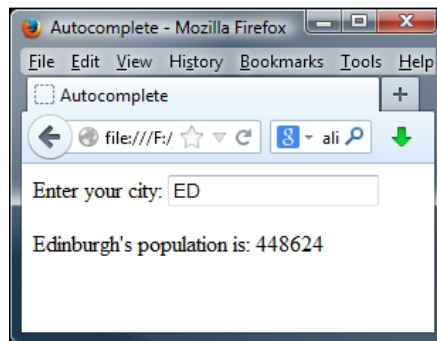 Autocomplete - Mozilla Firefox
File Edit View History Bookmarks Tools Help
Autocomplete +
file:///F:/ 8 ali
Enter your city: ED
Edinburgh's population is: 448624